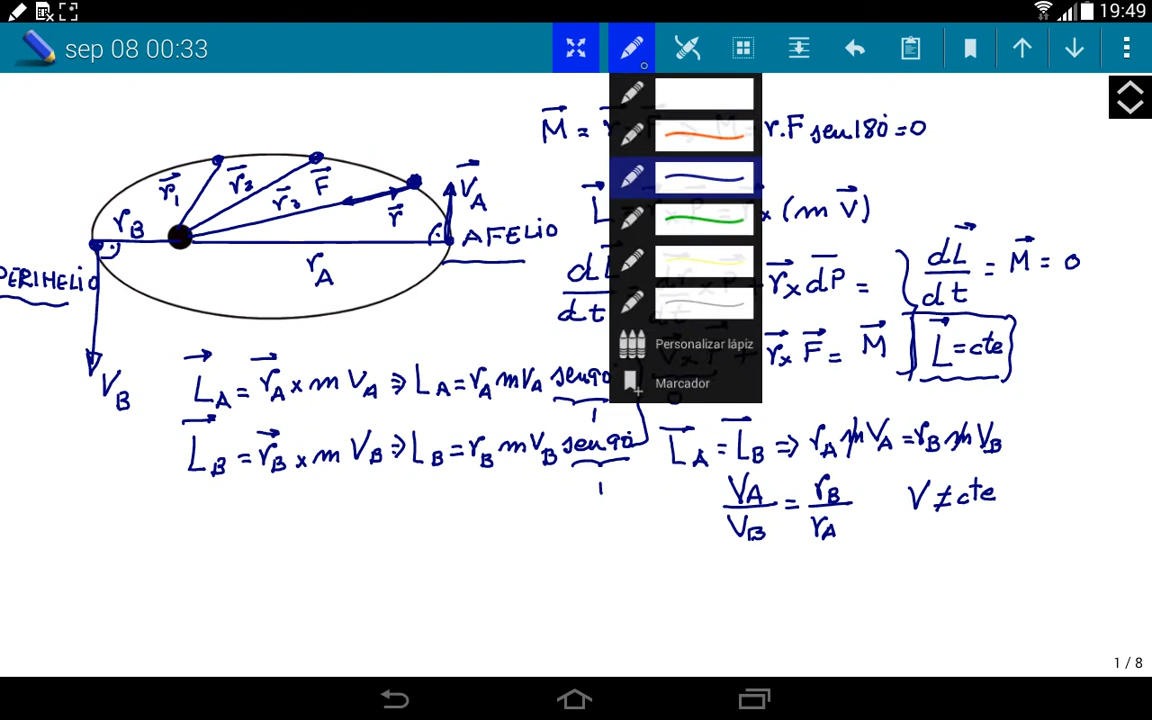 19:49
sep 08 00:33
M = r x F M = r.F sen180 = 0
r1 r2 r3 F r VA
L = r x P = r x (m v)
rB AFELIO
PERIHELIO rA
dL/dt r x dP = dL/dt = M = 0
r x F = M L = cte
VB
LA = rA x m VA ⇒ LA = rA m VA sen90
1
LB = rB x m VB ⇒ LB = rB m VB sen90
1
LA = LB ⇒ rA m VA = rB m VB
VA/VB = rB/rA V ≠ cte
Personalizar lápiz
Marcador
0
1 / 8